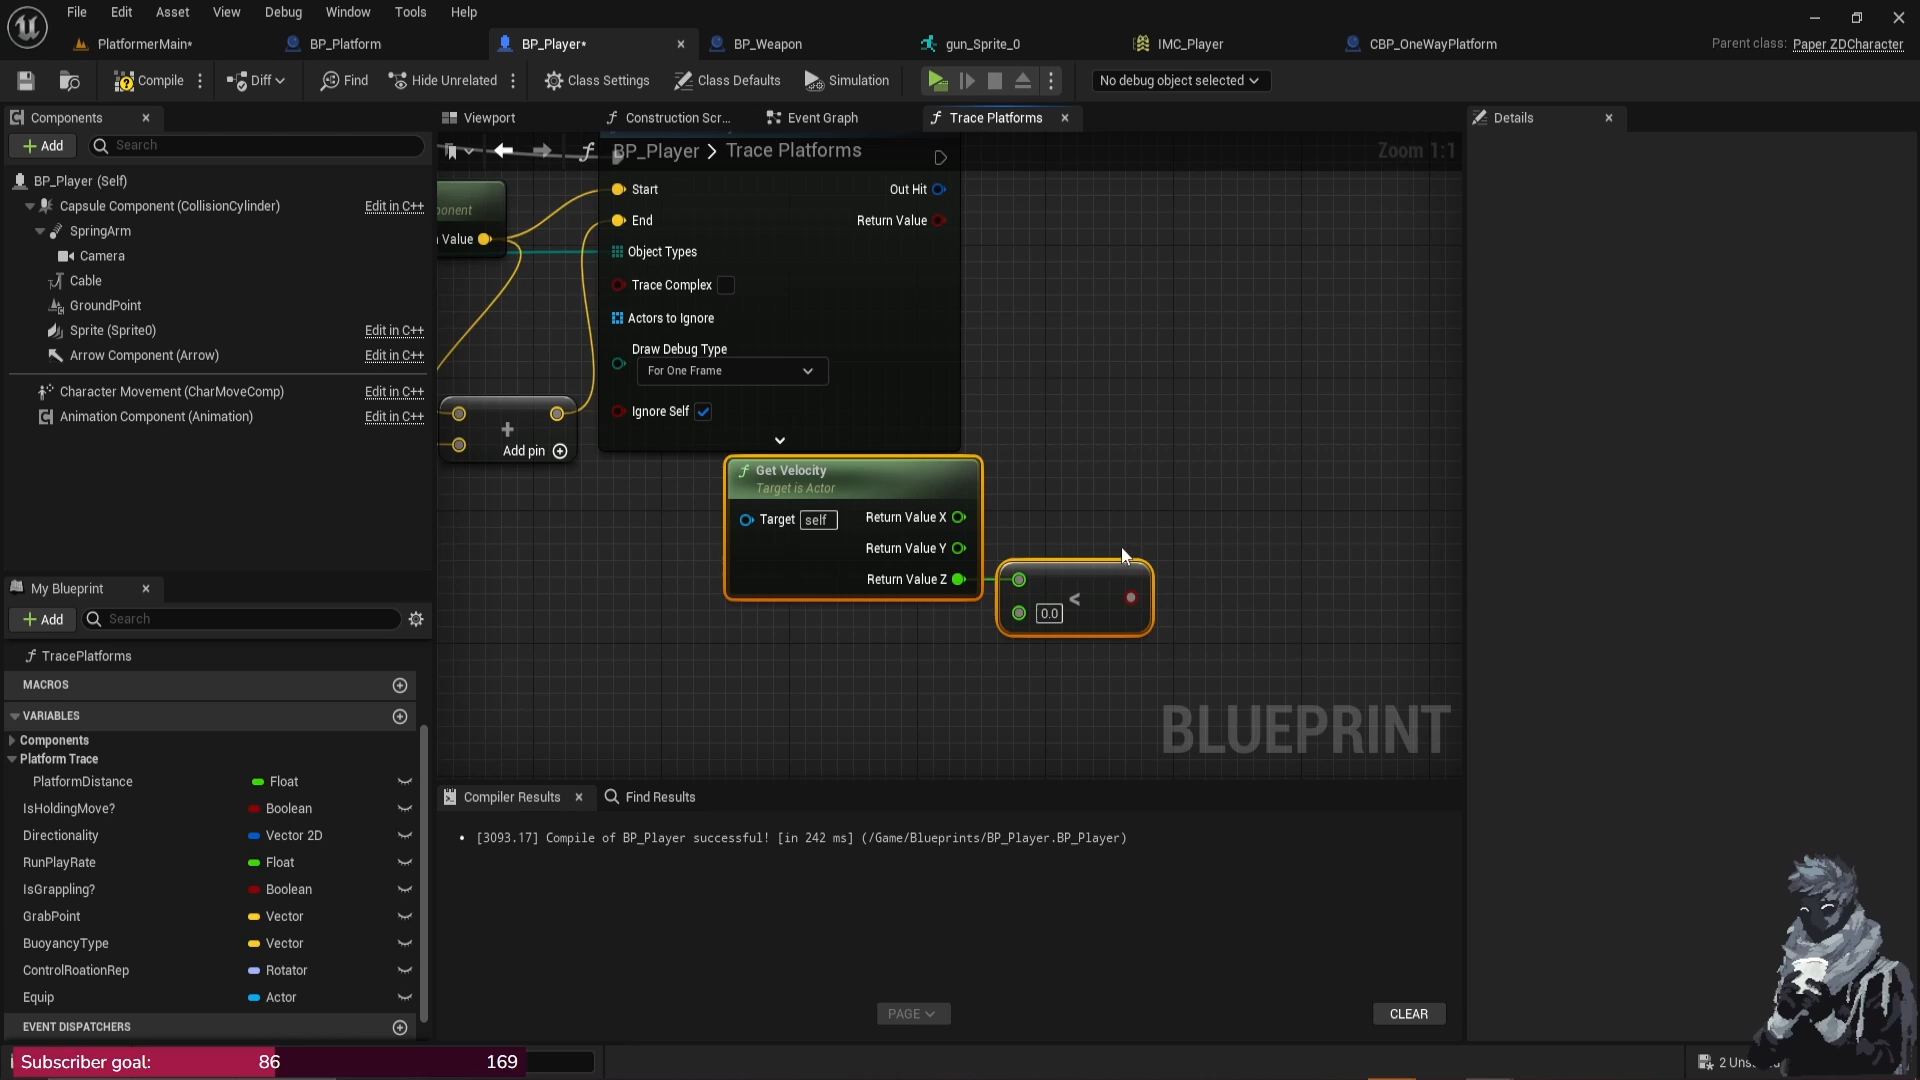 File Edit Asset View Debug Window Tools Help
PlatformerMain* BP_Platform BP_Player* BP_Weapon gun_Sprite_0 IMC_Player CBP_OneWayPlatform Parent class: Paper ZDCharacter
Compile Diff Find Hide Unrelated Class Settings Class Defaults Simulation No debug object selected
Components Viewport Construction Scr... Event Graph Trace Platforms Details
Add Search BP_Player > Trace Platforms Zoom 1:1
BP_Player (Self)
Capsule Component (CollisionCylinder) Edit in C++
SpringArm
Camera
Cable
GroundPoint
Sprite (Sprite0) Edit in C++
Arrow Component (Arrow) Edit in C++
Character Movement (CharMoveComp) Edit in C++
Animation Component (Animation) Edit in C++
onent
Value
Start Out Hit
End Return Value
Object Types
Trace Complex
Actors to Ignore
Draw Debug Type
For One Frame
Ignore Self
Add pin
Get Velocity
Target is Actor
Target self Return Value X
Return Value Y
Return Value Z
0.0 <
BLUEPRINT
My Blueprint
Add Search
TracePlatforms
MACROS
VARIABLES
Components
Platform Trace
PlatformDistance Float
IsHoldingMove? Boolean
Directionality Vector 2D
RunPlayRate Float
IsGrappling? Boolean
GrabPoint Vector
BuoyancyType Vector
ControlRoationRep Rotator
Equip Actor
EVENT DISPATCHERS
Compiler Results Find Results
[3093.17] Compile of BP_Player successful! [in 242 ms] (/Game/Blueprints/BP_Player.BP_Player)
PAGE CLEAR
Subscriber goal: 86 169
2